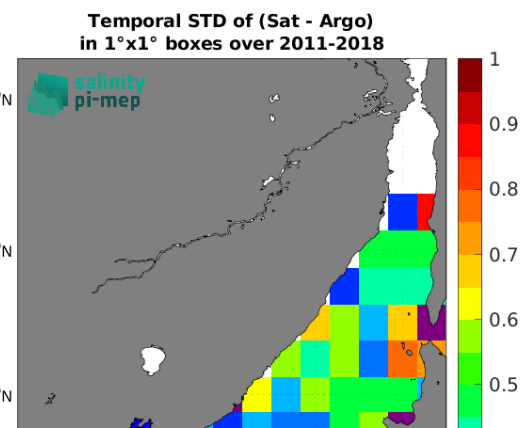 Temporal STD of (Sat - Argo)
in 1°x1° boxes over 2011-2018
salinity
pi-mep
1
0.9
0.8
0.7
0.6
0.5
°N
°N
°N